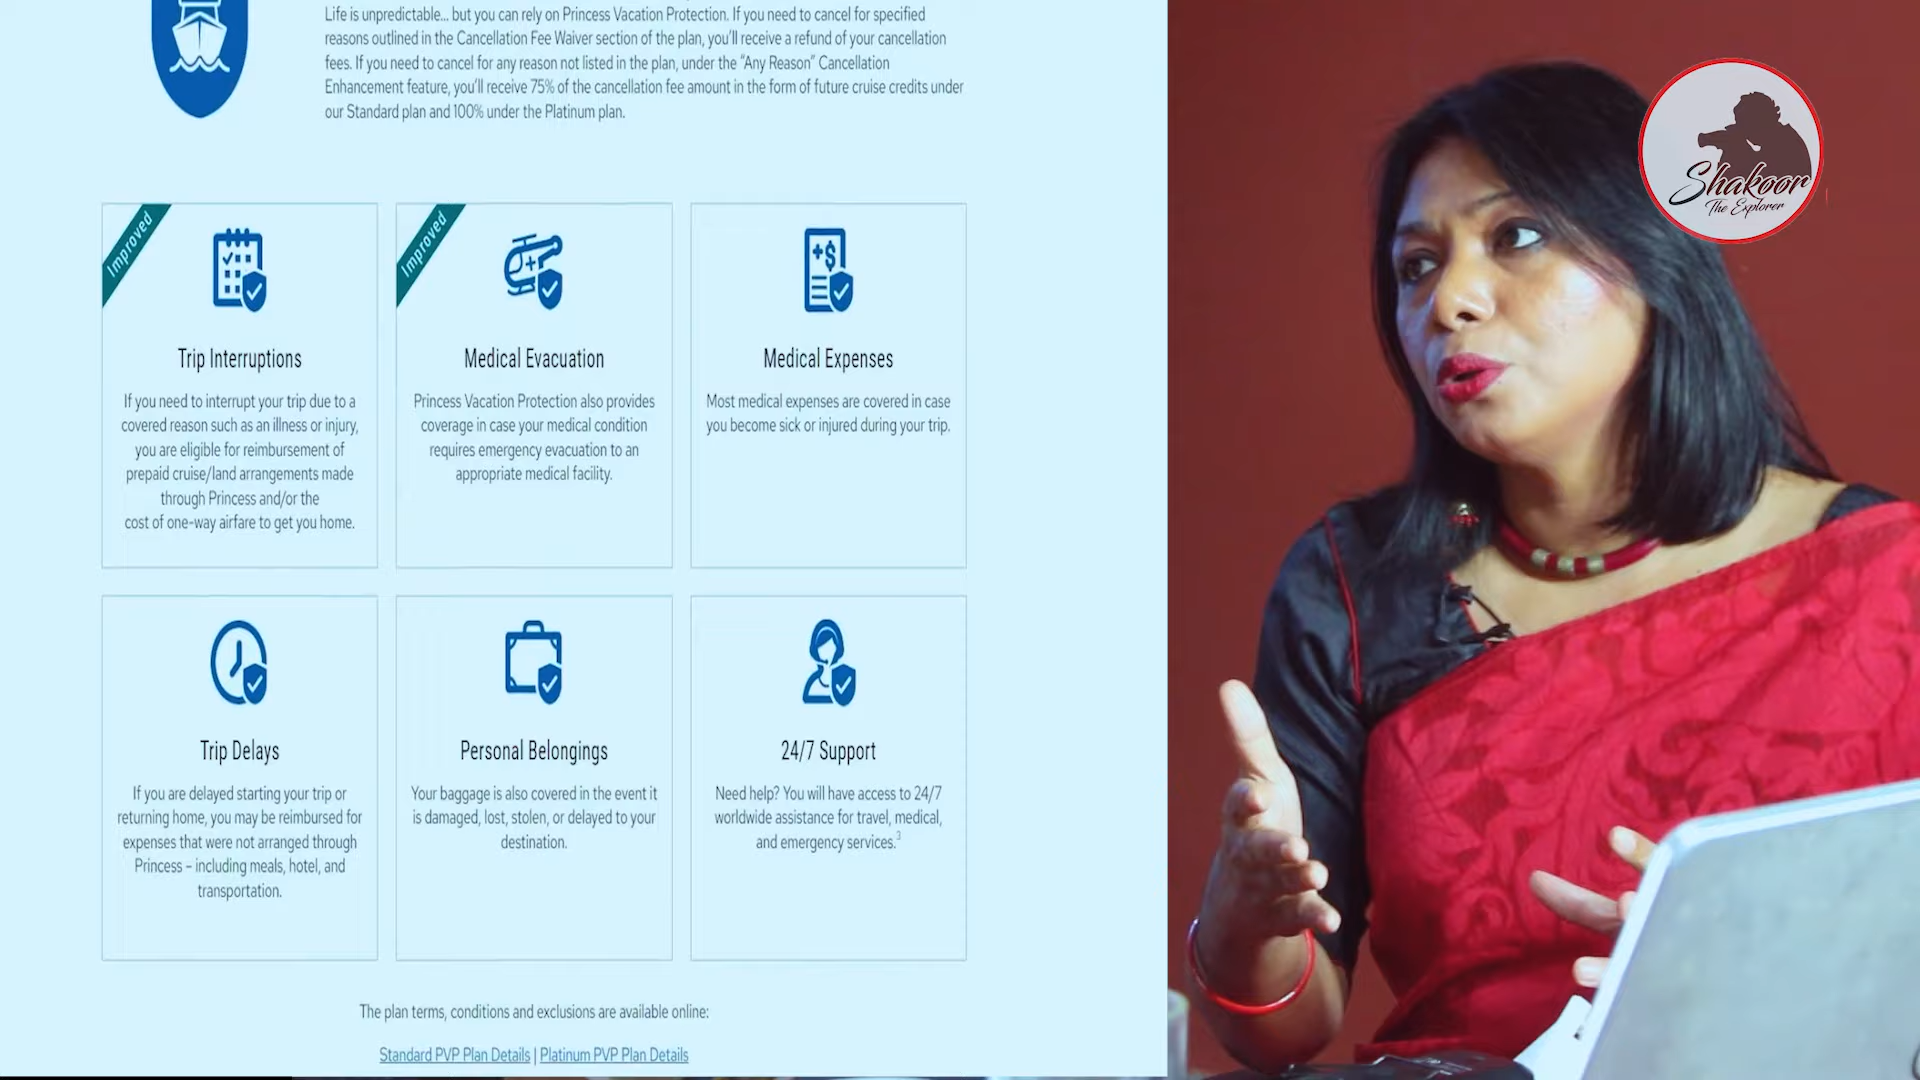 Life is unpredictable... but you can rely on Princess Vacation Protection. If you need to cancel for specified
reasons outlined in the Cancellation Fee Waiver section of the plan, you'll receive a refund of your cancellation
fees. If you need to cancel for any reason not listed in the plan, under the "Any Reason" Cancellation
Enhancement feature, you'll receive 75% of the cancellation fee amount in the form of future cruise credits under
our Standard plan and 100% under the Platinum plan.
Improved
Trip Interruptions
If you need to interrupt your trip due to a
covered reason such as an illness or injury,
you are eligible for reimbursement of
prepaid cruise/land arrangements made
through Princess and/or the
cost of one-way airfare to get you home.
Improved
Medical Evacuation
Princess Vacation Protection also provides
coverage in case your medical condition
requires emergency evacuation to an
appropriate medical facility.
+$
Medical Expenses
Most medical expenses are covered in case
you become sick or injured during your trip.
Trip Delays
If you are delayed starting your trip or
returning home, you may be reimbursed for
expenses that were not arranged through
Princess – including meals, hotel, and
transportation.
Personal Belongings
Your baggage is also covered in the event it
is damaged, lost, stolen, or delayed to your
destination.
24/7 Support
Need help? You will have access to 24/7
worldwide assistance for travel, medical,
and emergency services.³
The plan terms, conditions and exclusions are available online:
Standard PVP Plan Details | Platinum PVP Plan Details
Shakoor
The Explorer